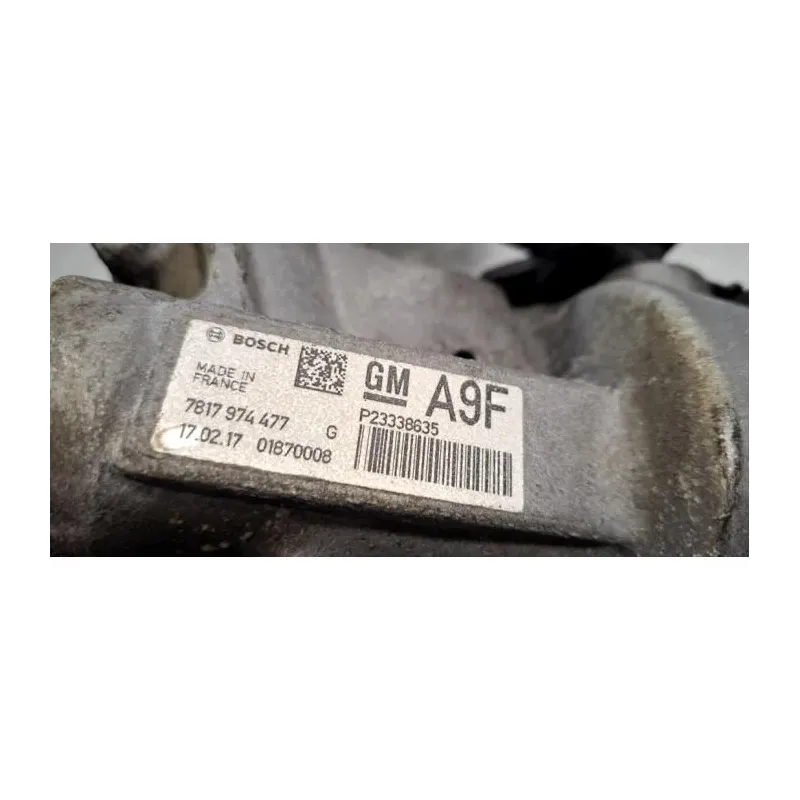 BOSCH
MADE IN
FRANCE
7817 974 477 G
17.02.17 01870008
GM A9F
P23338635